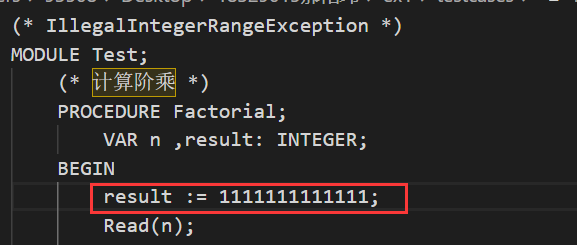 (* IllegalIntegerRangeException *)
MODULE Test;
(* 计算阶乘 *)
PROCEDURE Factorial;
VAR n ,result: INTEGER;
BEGIN
result := 1111111111111;
Read(n);